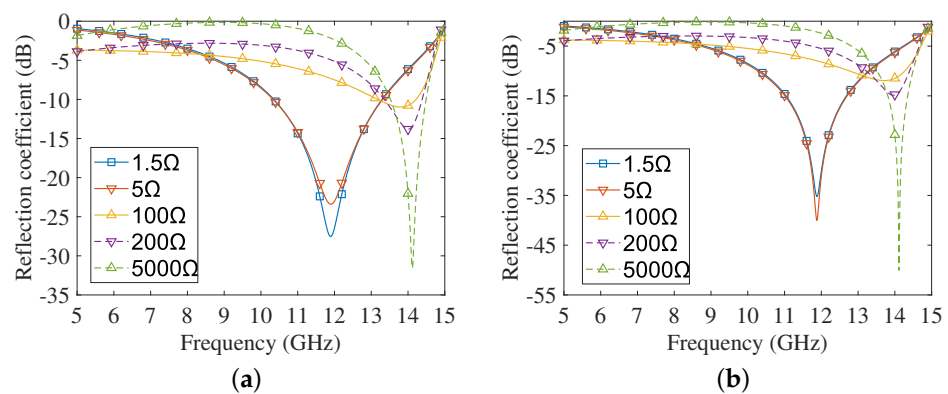 0
-5
-10
-15
-20
-25
-30
-35
Reflection coefficient (dB)
1.5Ω
5Ω
100Ω
200Ω
5000Ω
5 6 7 8 9 10 11 12 13 14 15
Frequency (GHz)
(a)
-5
-15
-25
-35
-45
-55
Reflection coefficient (dB)
1.5Ω
5Ω
100Ω
200Ω
5000Ω
5 6 7 8 9 10 11 12 13 14 15
Frequency (GHz)
(b)